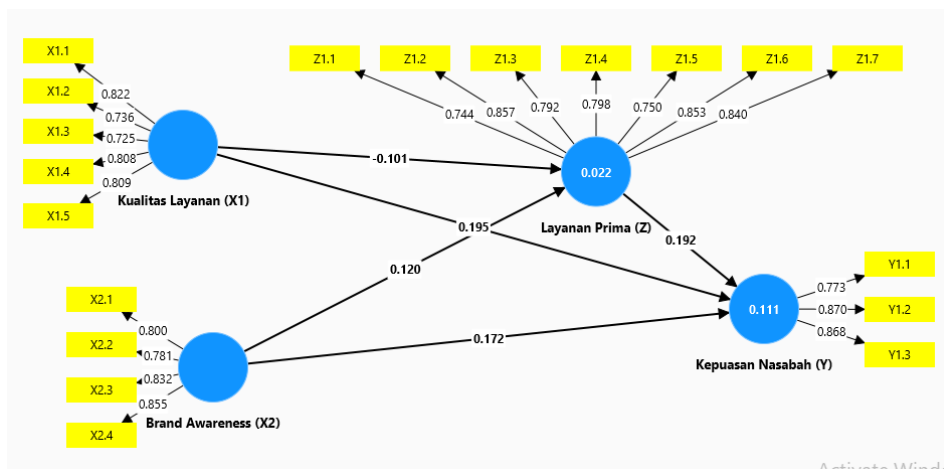 X1.1
X1.2
X1.3
X1.4
X1.5
0.822
0.736
0.725
0.808
0.809
Kualitas Layanan (X1)
Z1.1
Z1.2
Z1.3
Z1.4
Z1.5
Z1.6
Z1.7
0.744
0.857
0.792
0.798
0.750
0.853
0.840
-0.101
0.022
Layanan Prima (Z)
0.195
0.120
0.192
0.172
X2.1
X2.2
X2.3
X2.4
0.800
0.781
0.832
0.855
Brand Awareness (X2)
0.111
Kepuasan Nasabah (Y)
0.773
0.870
0.868
Y1.1
Y1.2
Y1.3